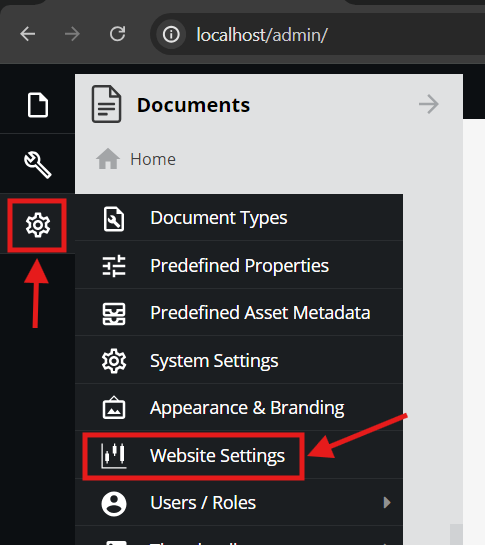 localhost/admin/
Documents
Home
Document Types
Predefined Properties
Predefined Asset Metadata
System Settings
Appearance & Branding
Website Settings
Users / Roles